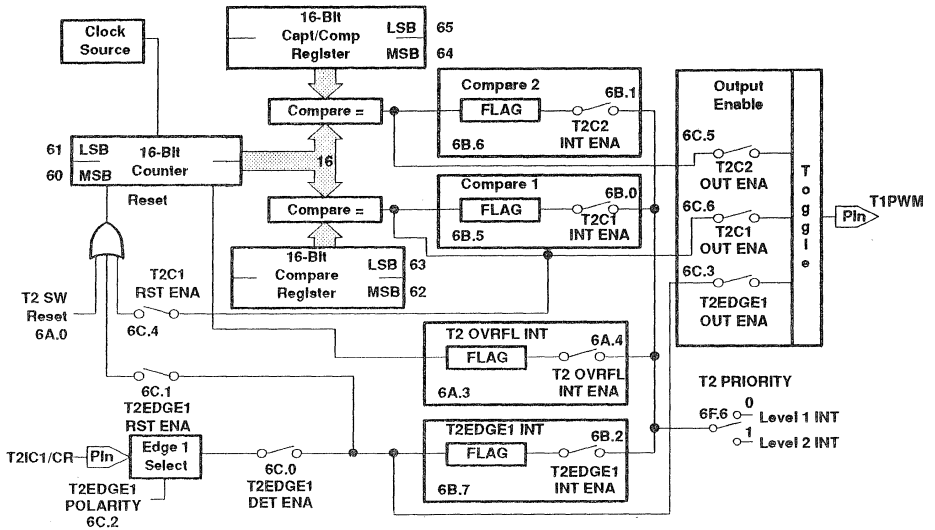 Clock
Source
16-Bit
Capt/Comp
Register
LSB 65
MSB 64
Compare =
61 LSB
60 MSB
16-Bit
Counter
16
Reset
Compare =
16-Bit
Compare
Register
LSB 63
MSB 62
Compare 2
FLAG
6B.1
T2C2
INT ENA
6B.6
Compare 1
FLAG
6B.0
T2C1
INT ENA
6B.5
Output
Enable
6C.5
T2C2
OUT ENA
6C.6
T2C1
OUT ENA
6C.3
T2EDGE1
OUT ENA
Toggle
Pin
T1PWM
T2 SW
Reset
6A.0
T2C1
RST ENA
6C.4
6C.1
T2EDGE1
RST ENA
T2 OVRFL INT
FLAG
6A.4
T2 OVRFL
INT ENA
6A.3
T2EDGE1 INT
FLAG
6B.2
T2EDGE1
INT ENA
6B.7
T2 PRIORITY
6F.6
0
Level 1 INT
1
Level 2 INT
T2IC1/CR
Pin
Edge 1
Select
6C.0
T2EDGE1
DET ENA
T2EDGE1
POLARITY
6C.2